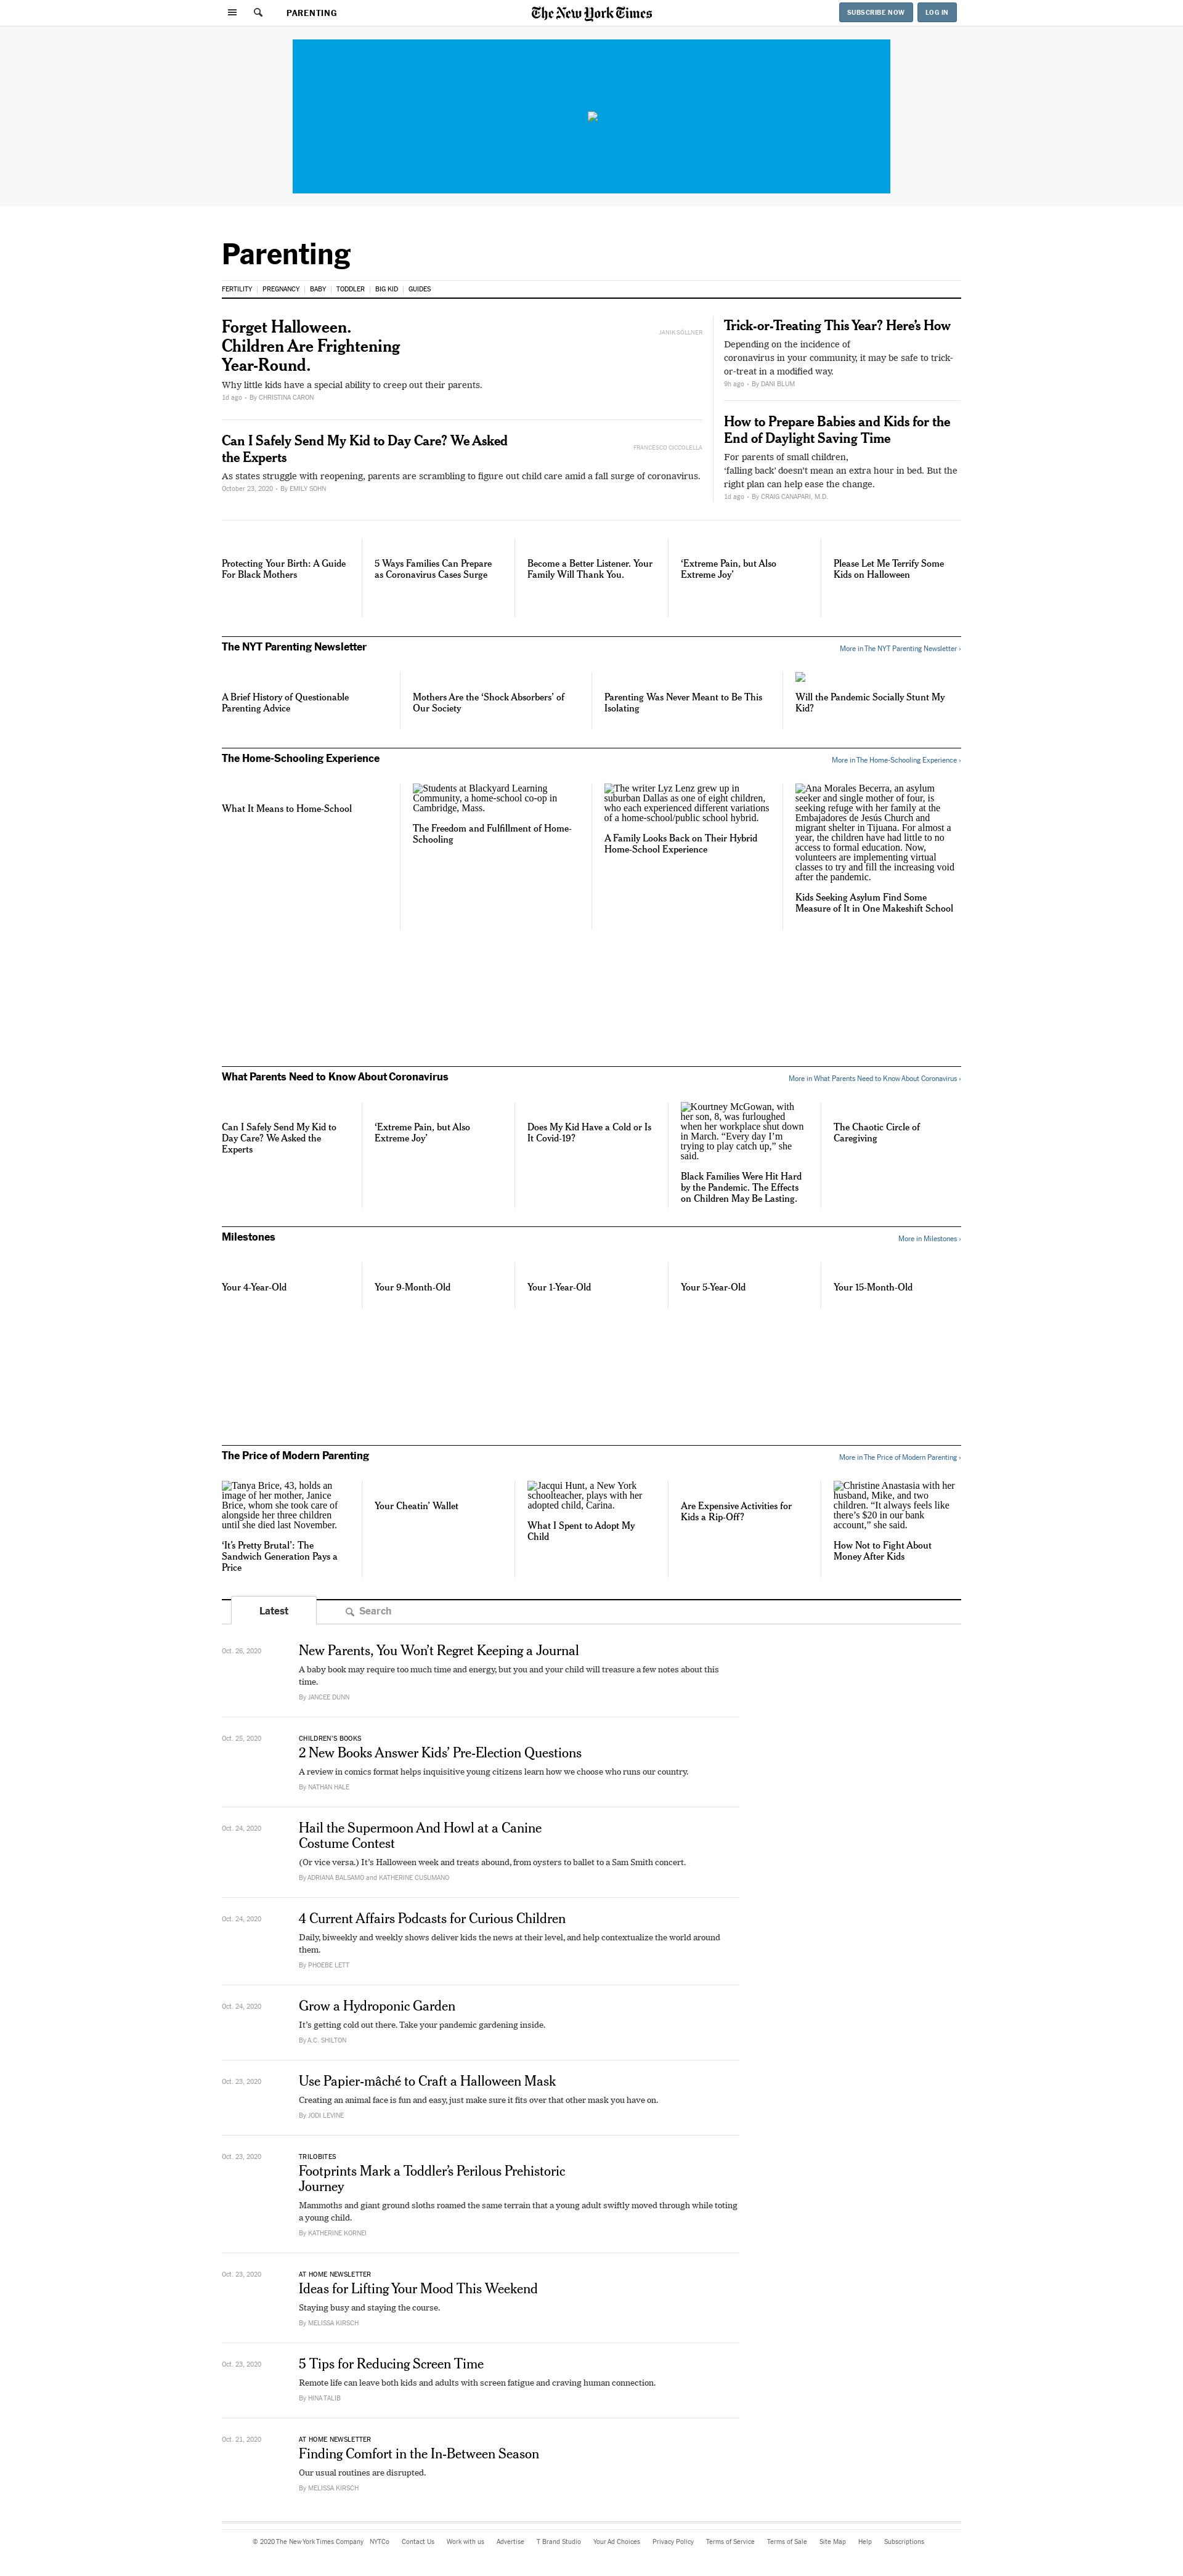 PARENTING
The New York Times
SUBSCRIBE NOW
LOG IN
Parenting
FERTILITY
PREGNANCY
BABY
TODDLER
BIG KID
GUIDES
Forget Halloween.
Children Are Frightening
Year-Round.
Why little kids have a special ability to creep out their parents.
1d ago • By CHRISTINA CARON
JANIK SÖLLNER
Can I Safely Send My Kid to Day Care? We Asked
the Experts
As states struggle with reopening, parents are scrambling to figure out child care amid a fall surge of coronavirus.
October 23, 2020 • By EMILY SOHN
FRANCESCO CICCOLELLA
Trick-or-Treating This Year? Here’s How
Depending on the incidence of
coronavirus in your community, it may be safe to trick-
or-treat in a modified way.
9h ago • By DANI BLUM
How to Prepare Babies and Kids for the
End of Daylight Saving Time
For parents of small children,
‘falling back’ doesn’t mean an extra hour in bed. But the
right plan can help ease the change.
1d ago • By CRAIG CANAPARI, M.D.
Protecting Your Birth: A Guide
For Black Mothers
5 Ways Families Can Prepare
as Coronavirus Cases Surge
Become a Better Listener. Your
Family Will Thank You.
‘Extreme Pain, but Also
Extreme Joy’
Please Let Me Terrify Some
Kids on Halloween
The NYT Parenting Newsletter
More in The NYT Parenting Newsletter ›
A Brief History of Questionable
Parenting Advice
Mothers Are the ‘Shock Absorbers’ of
Our Society
Parenting Was Never Meant to Be This
Isolating
Will the Pandemic Socially Stunt My
Kid?
The Home-Schooling Experience
More in The Home-Schooling Experience ›
What It Means to Home-School
Students at Blackyard Learning
Community, a home-school co-op in
Cambridge, Mass.
The Freedom and Fulfillment of Home-
Schooling
The writer Lyz Lenz grew up in
suburban Dallas as one of eight children,
who each experienced different variations
of a home-school/public school hybrid.
A Family Looks Back on Their Hybrid
Home-School Experience
Ana Morales Becerra, an asylum
seeker and single mother of four, is
seeking refuge with her family at the
Embajadores de Jesús Church and
migrant shelter in Tijuana. For almost a
year, the children have had little to no
access to formal education. Now,
volunteers are implementing virtual
classes to try and fill the increasing void
after the pandemic.
Kids Seeking Asylum Find Some
Measure of It in One Makeshift School
What Parents Need to Know About Coronavirus
More in What Parents Need to Know About Coronavirus ›
Can I Safely Send My Kid to
Day Care? We Asked the
Experts
‘Extreme Pain, but Also
Extreme Joy’
Does My Kid Have a Cold or Is
It Covid-19?
Kourtney McGowan, with
her son, 8, was furloughed
when her workplace shut down
in March. “Every day I’m
trying to play catch up,” she
said.
Black Families Were Hit Hard
by the Pandemic. The Effects
on Children May Be Lasting.
The Chaotic Circle of
Caregiving
Milestones
More in Milestones ›
Your 4-Year-Old
Your 9-Month-Old
Your 1-Year-Old
Your 5-Year-Old
Your 15-Month-Old
The Price of Modern Parenting
More in The Price of Modern Parenting ›
Tanya Brice, 43, holds an
image of her mother, Janice
Brice, whom she took care of
alongside her three children
until she died last November.
‘It’s Pretty Brutal’: The
Sandwich Generation Pays a
Price
Your Cheatin’ Wallet
Jacqui Hunt, a New York
schoolteacher, plays with her
adopted child, Carina.
What I Spent to Adopt My
Child
Are Expensive Activities for
Kids a Rip-Off?
Christine Anastasia with her
husband, Mike, and two
children. “It always feels like
there’s $20 in our bank
account,” she said.
How Not to Fight About
Money After Kids
Latest
Search
Oct. 26, 2020
New Parents, You Won’t Regret Keeping a Journal
A baby book may require too much time and energy, but you and your child will treasure a few notes about this
time.
By JANCEE DUNN
Oct. 25, 2020
CHILDREN’S BOOKS
2 New Books Answer Kids’ Pre-Election Questions
A review in comics format helps inquisitive young citizens learn how we choose who runs our country.
By NATHAN HALE
Oct. 24, 2020
Hail the Supermoon And Howl at a Canine
Costume Contest
(Or vice versa.) It’s Halloween week and treats abound, from oysters to ballet to a Sam Smith concert.
By ADRIANA BALSAMO and KATHERINE CUSUMANO
Oct. 24, 2020
4 Current Affairs Podcasts for Curious Children
Daily, biweekly and weekly shows deliver kids the news at their level, and help contextualize the world around
them.
By PHOEBE LETT
Oct. 24, 2020
Grow a Hydroponic Garden
It’s getting cold out there. Take your pandemic gardening inside.
By A.C. SHILTON
Oct. 23, 2020
Use Papier-mâché to Craft a Halloween Mask
Creating an animal face is fun and easy, just make sure it fits over that other mask you have on.
By JODI LEVINE
Oct. 23, 2020
TRILOBITES
Footprints Mark a Toddler’s Perilous Prehistoric
Journey
Mammoths and giant ground sloths roamed the same terrain that a young adult swiftly moved through while toting
a young child.
By KATHERINE KORNEI
Oct. 23, 2020
AT HOME NEWSLETTER
Ideas for Lifting Your Mood This Weekend
Staying busy and staying the course.
By MELISSA KIRSCH
Oct. 23, 2020
5 Tips for Reducing Screen Time
Remote life can leave both kids and adults with screen fatigue and craving human connection.
By HINA TALIB
Oct. 21, 2020
AT HOME NEWSLETTER
Finding Comfort in the In-Between Season
Our usual routines are disrupted.
By MELISSA KIRSCH
© 2020 The New York Times Company
NYTCo
Contact Us
Work with us
Advertise
T Brand Studio
Your Ad Choices
Privacy Policy
Terms of Service
Terms of Sale
Site Map
Help
Subscriptions